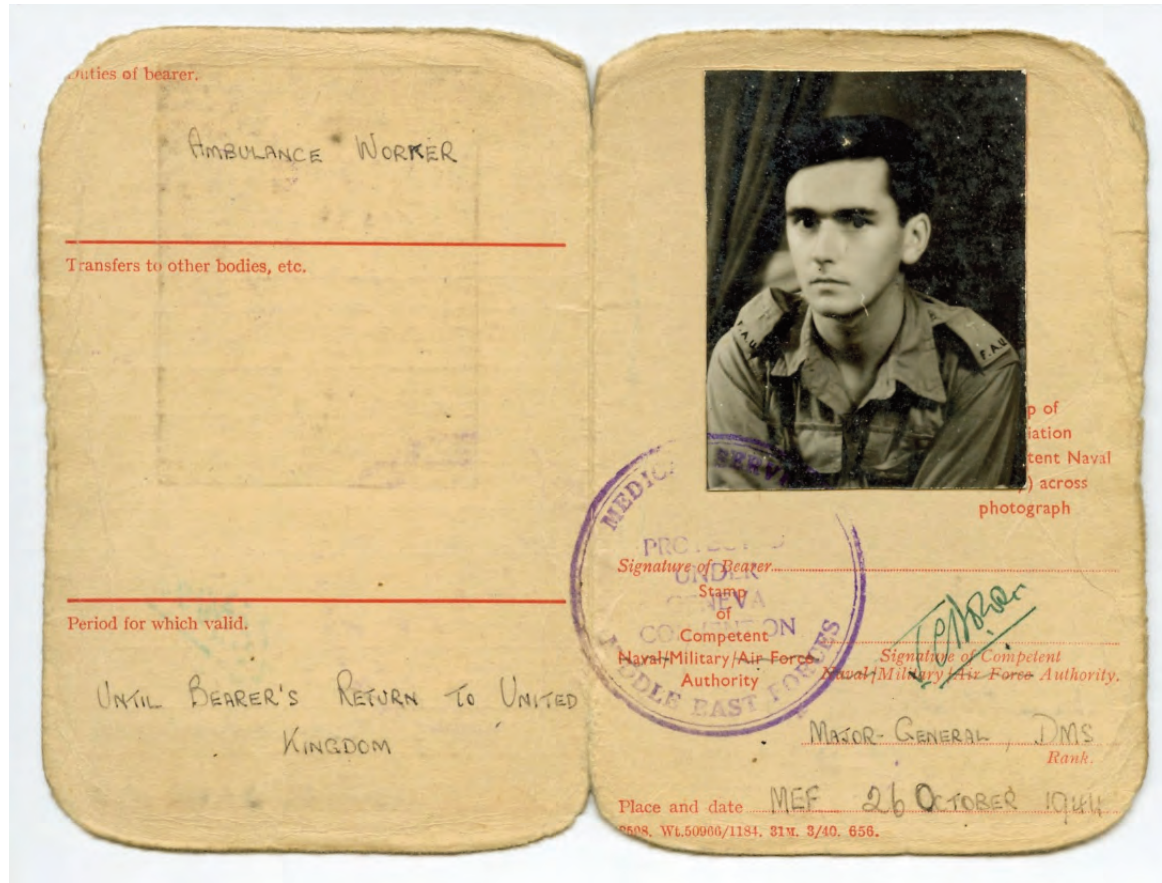 Duties of bearer.
AMBULANCE WORKER
Transfers to other bodies, etc.
Period for which valid.
UNTIL BEARER'S RETURN TO UNITED
KINGDOM
F.A.U.
F.A.U
p of
iation
tent Naval
) across
photograph
MEDICAL SERV
PROTECTED
UNDER
GENEVA
CONVENTION
MIDDLE EAST FORCES
Signature of Bearer
Stamp
of
Competent
Naval/Military/Air Force
Authority
Signature of Competent
Naval/Military/Air Force Authority.
MAJOR-GENERAL, DMS
Rank.
Place and date MEF 26 OCTOBER 1944
Wt.50966/1184. 31M. 3/40. 656.